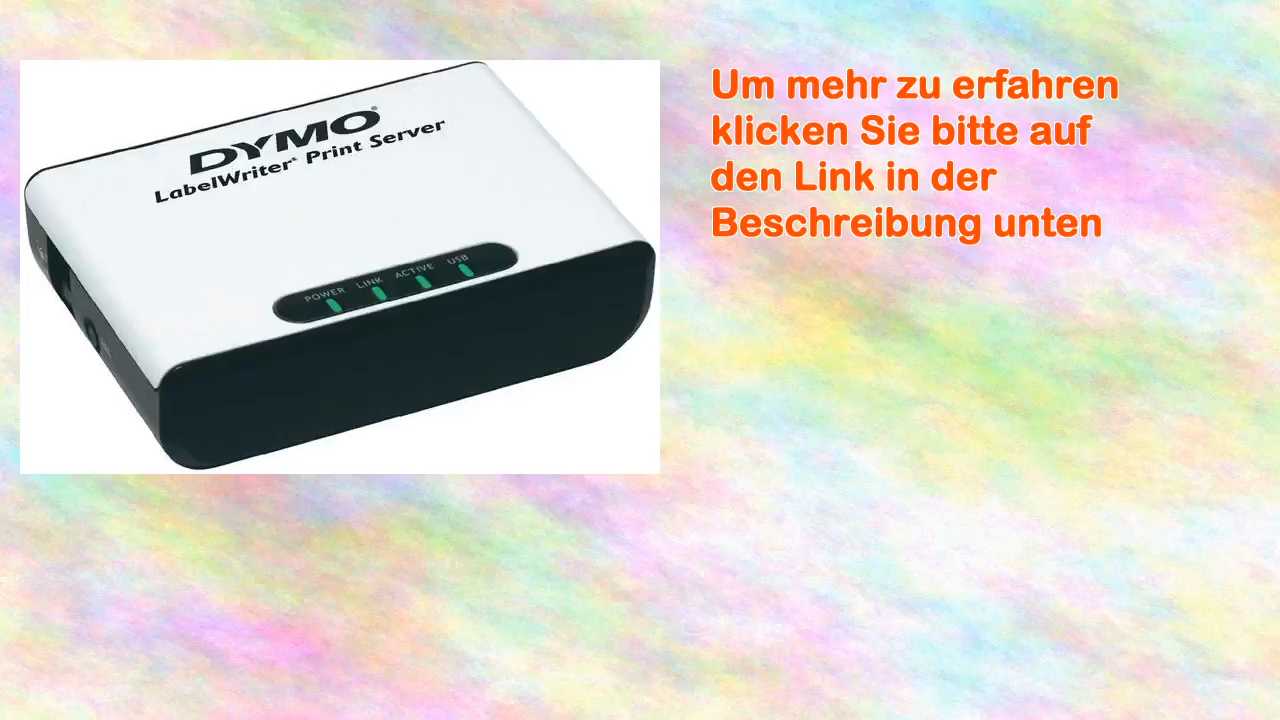 DYMO®
LabelWriter® Print Server
POWER LINK ACTIVE USB
Um mehr zu erfahren
klicken Sie bitte auf
den Link in der
Beschreibung unten